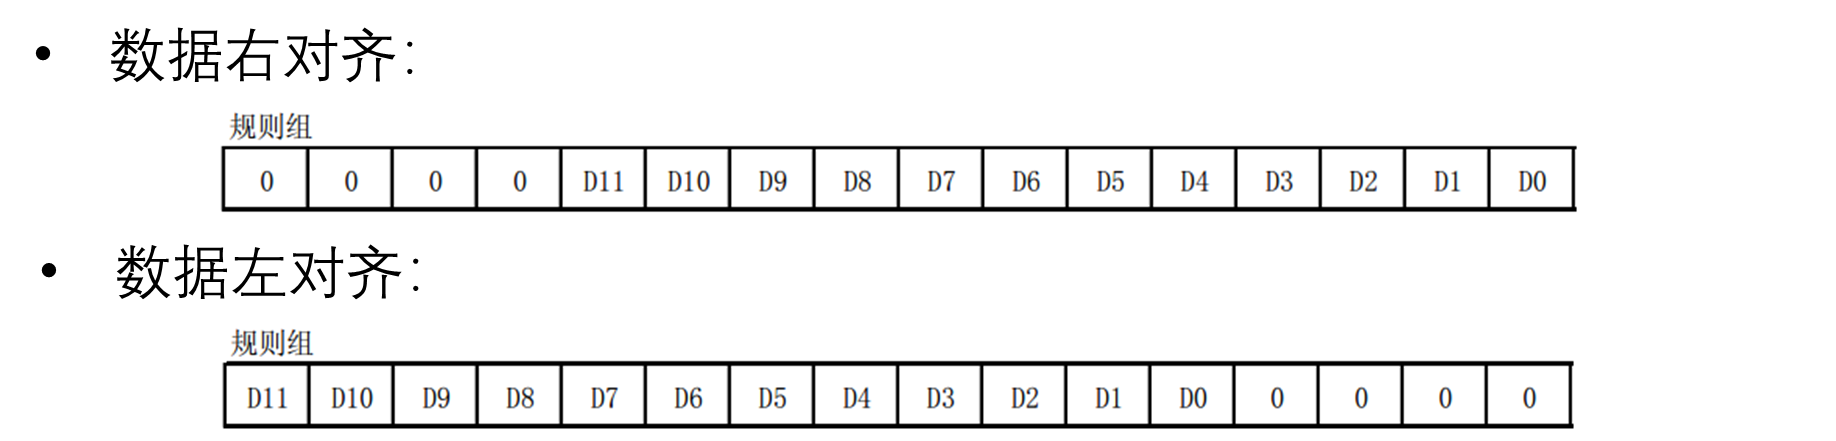 • 数据右对齐：
规则组
0 0 0 0 D11 D10 D9 D8 D7 D6 D5 D4 D3 D2 D1 D0
• 数据左对齐：
规则组
D11 D10 D9 D8 D7 D6 D5 D4 D3 D2 D1 D0 0 0 0 0